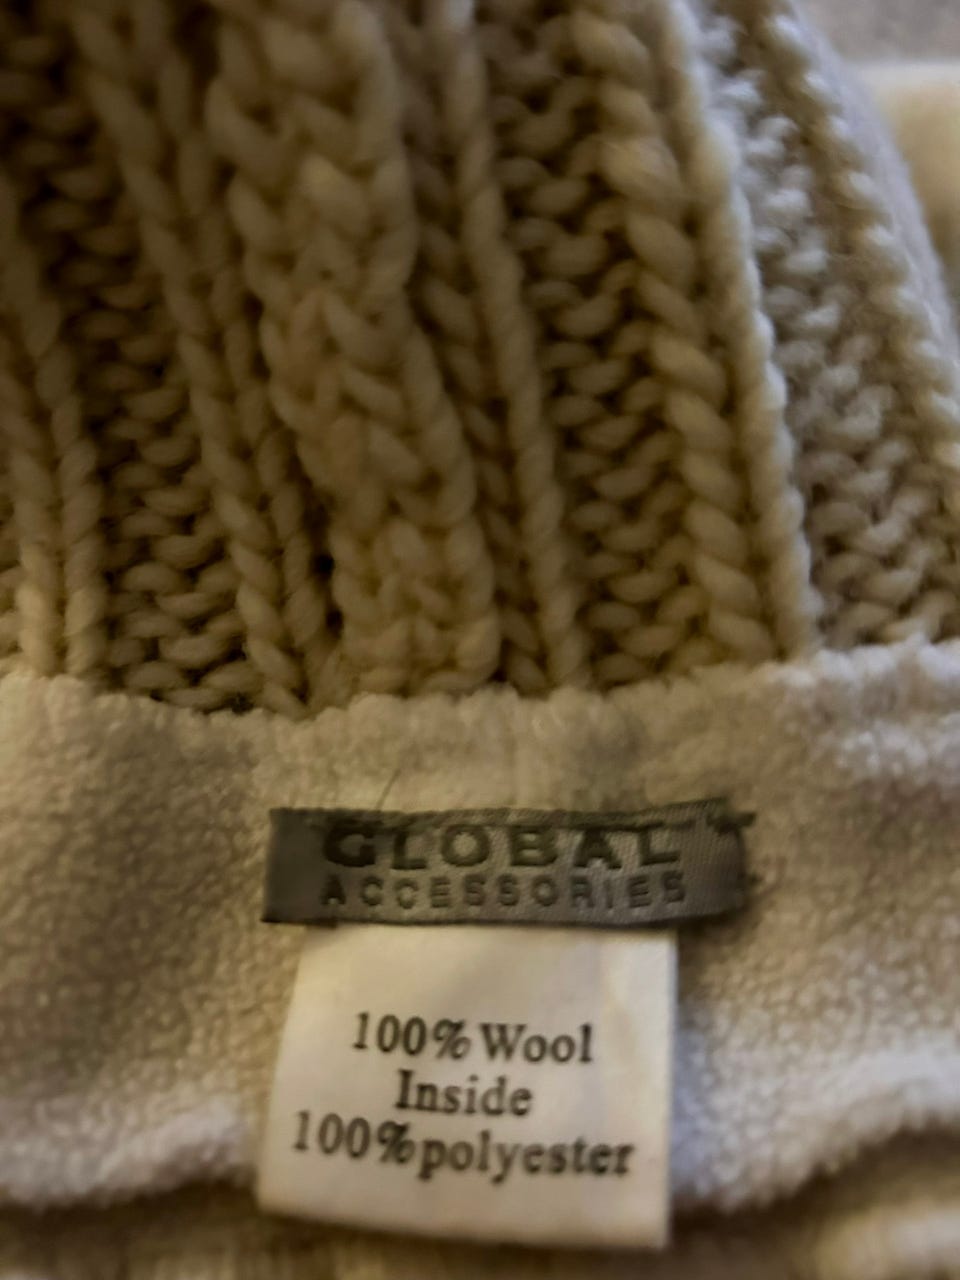 GLOBAL
ACCESSORIES
100% Wool
Inside
100%polyester